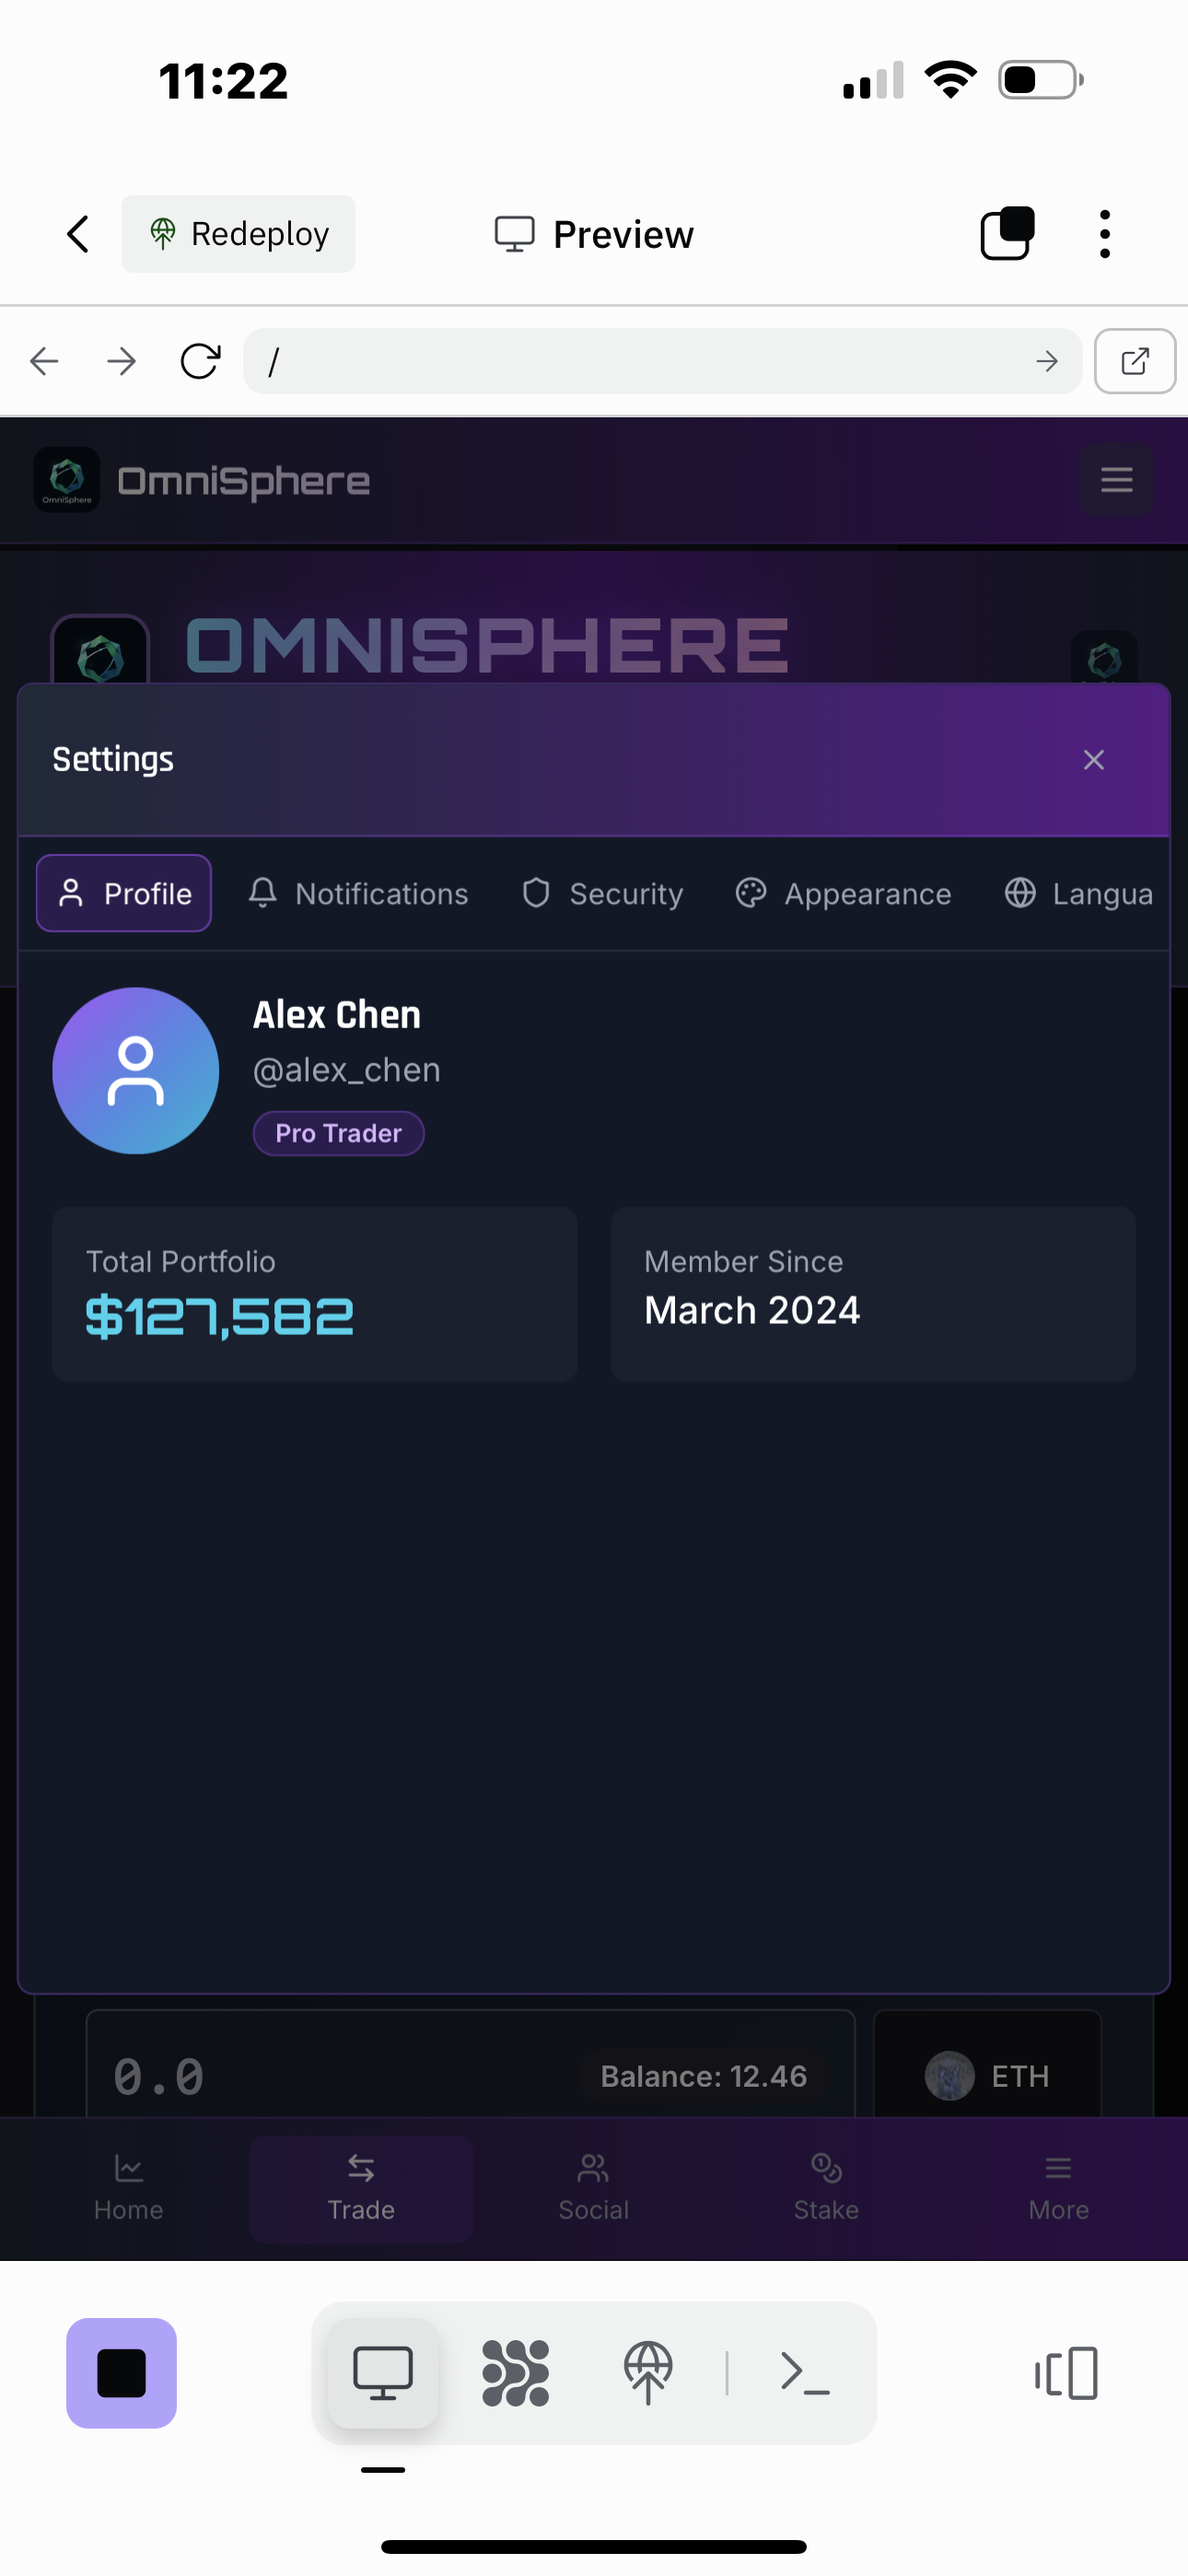 11:22
Redeploy
Preview
/
OmniSphere
OmniSphere
OMNISPHERE
Settings
Profile
Notifications
Security
Appearance
Langua
Alex Chen
@alex_chen
Pro Trader
Total Portfolio
$127,582
Member Since
March 2024
0.0
Balance: 12.46
ETH
Home
Trade
Social
Stake
More